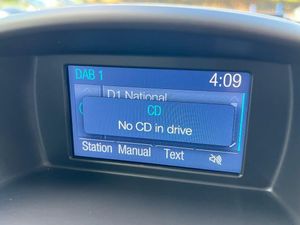 DAB 1 4:09
D1 National
CD
No CD in drive
Station Manual Text